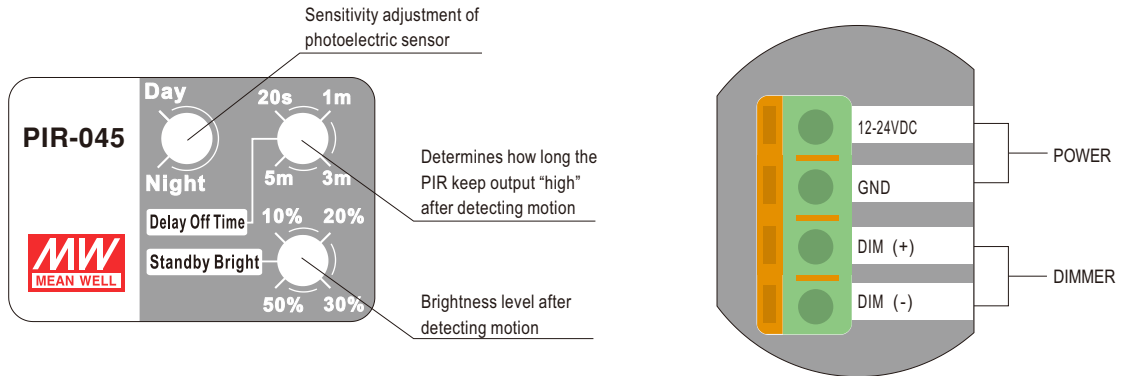 Sensitivity adjustment of
photoelectric sensor
PIR-045
Day
Night
20s 1m
5m 3m
Delay Off Time
10% 20%
Standby Bright
50% 30%
MW
MEAN WELL
Determines how long the
PIR keep output “high”
after detecting motion
Brightness level after
detecting motion
12-24VDC
GND
DIM (+)
DIM (-)
POWER
DIMMER